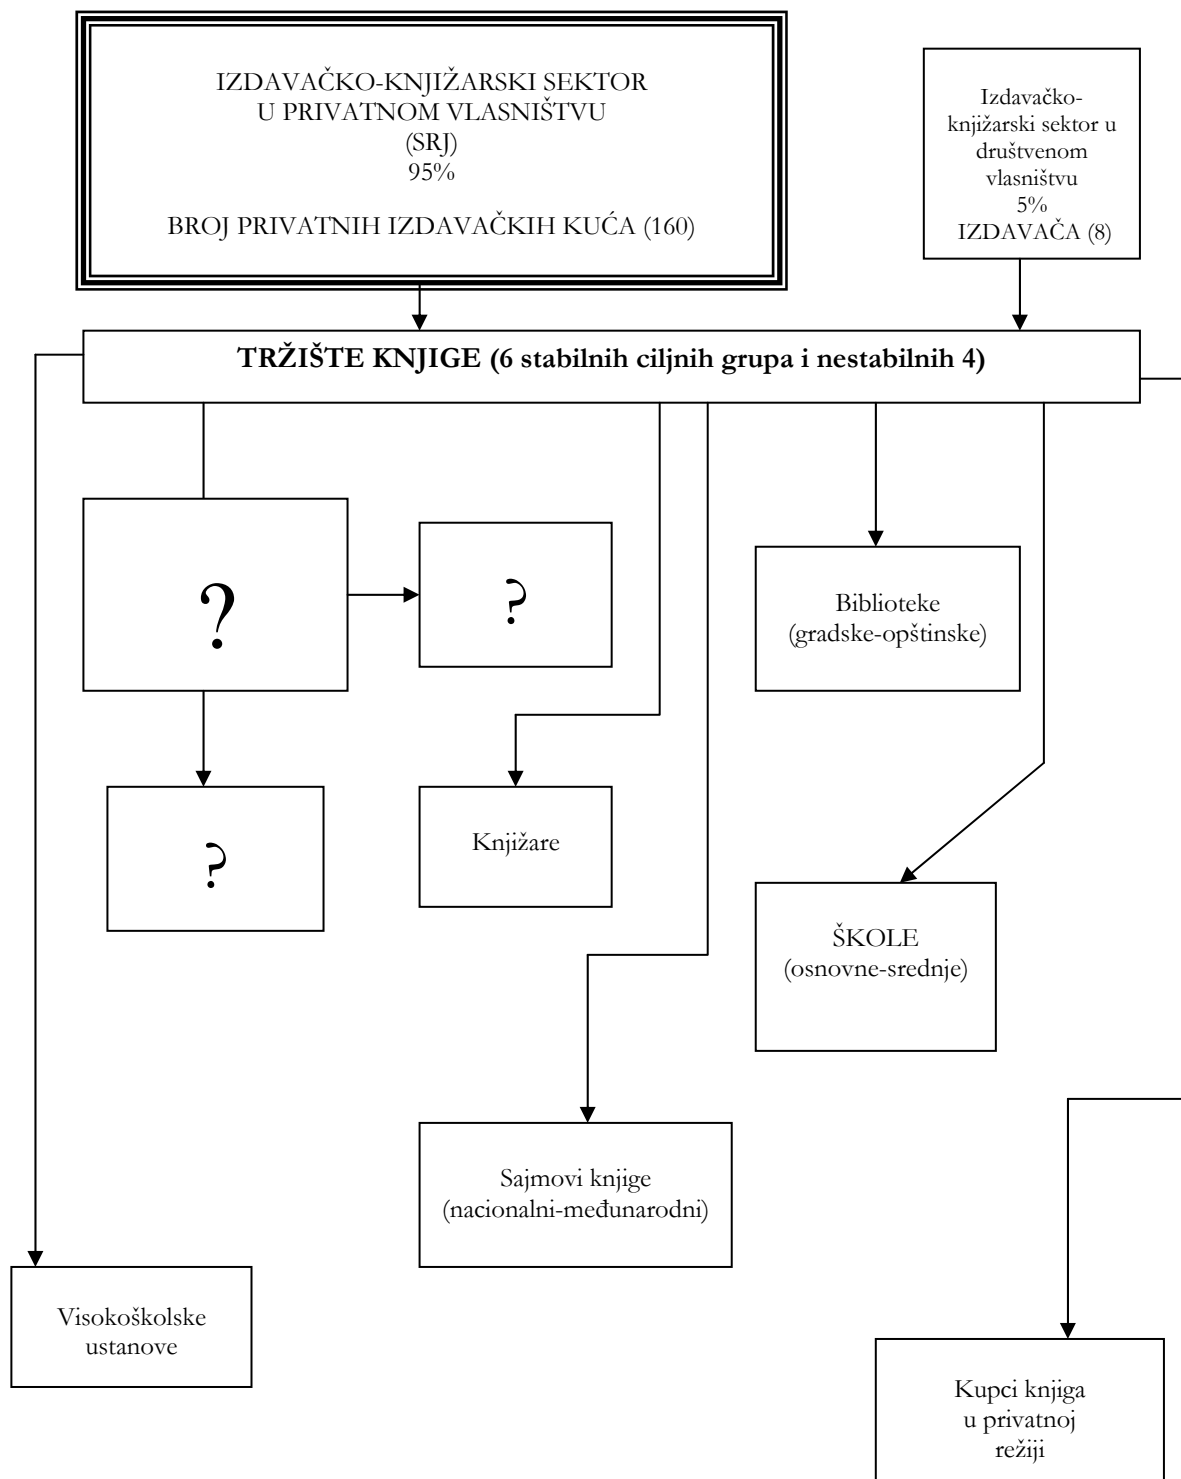 IZDAVAČKO-KNJIŽARSKI SEKTOR
U PRIVATNOM VLASNIŠTVU
(SRJ)
95%
BROJ PRIVATNIH IZDAVAČKIH KUĆA (160)
Izdavačko-
knjižarski sektor u
društvenom
vlasništvu
5%
IZDAVAČA (8)
TRŽIŠTE KNJIGE (6 stabilnih ciljnih grupa i nestabilnih 4)
?
?
Biblioteke
(gradske-opštinske)
?
Knjižare
ŠKOLE
(osnovne-srednje)
Sajmovi knjige
(nacionalni-međunarodni)
Visokoškolske
ustanove
Kupci knjiga
u privatnoj
režiji